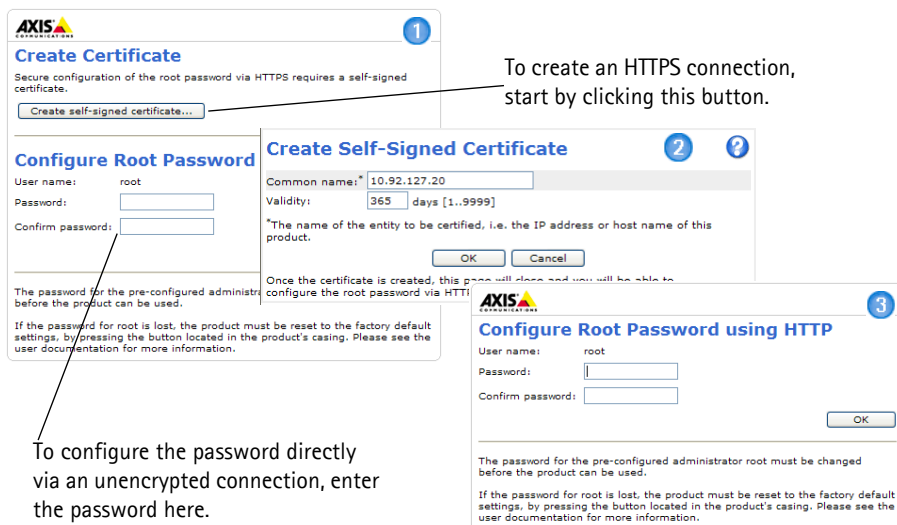 AXIS
COMMUNICATIONS
1
Create Certificate
Secure configuration of the root password via HTTPS requires a self-signed
certificate.
Create self-signed certificate...
To create an HTTPS connection,
start by clicking this button.
Configure Root Password
User name: root
Password:
Confirm password:
The password for the pre-configured administra
before the product can be used.
If the password for root is lost, the product must be reset to the factory default
settings, by pressing the button located in the product's casing. Please see the
user documentation for more information.
Create Self-Signed Certificate
2
?
Common name:* 10.92.127.20
Validity: 365 days [1..9999]
*The name of the entity to be certified, i.e. the IP address or host name of this
product.
OK Cancel
Once the certificate is created, this page will close and you will be able to
configure the root password via HTTP
AXIS
COMMUNICATIONS
3
Configure Root Password using HTTP
User name: root
Password:
Confirm password:
OK
The password for the pre-configured administrator root must be changed
before the product can be used.
If the password for root is lost, the product must be reset to the factory default
settings, by pressing the button located in the product's casing. Please see the
user documentation for more information.
To configure the password directly
via an unencrypted connection, enter
the password here.